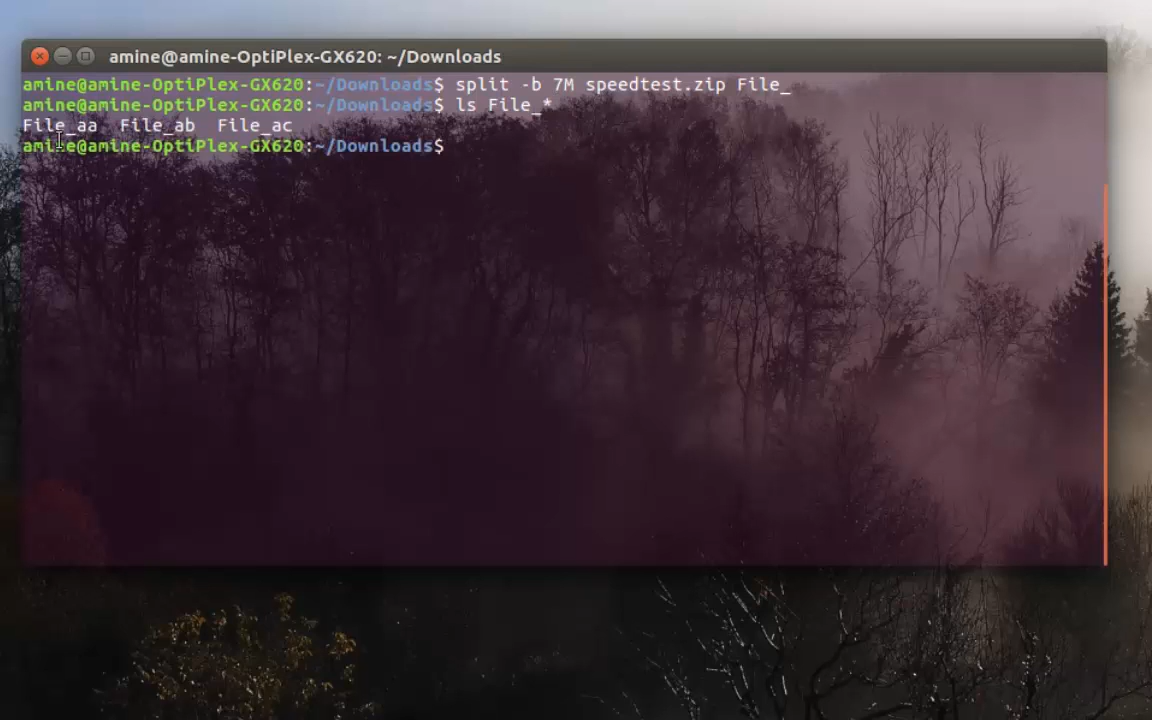 amine@amine-OptiPlex-GX620: ~/Downloads
amine@amine-OptiPlex-GX620:~/Downloads$ split -b 7M speedtest.zip File_
amine@amine-OptiPlex-GX620:~/Downloads$ ls File_*
File_aa  File_ab  File_ac
amine@amine-OptiPlex-GX620:~/Downloads$